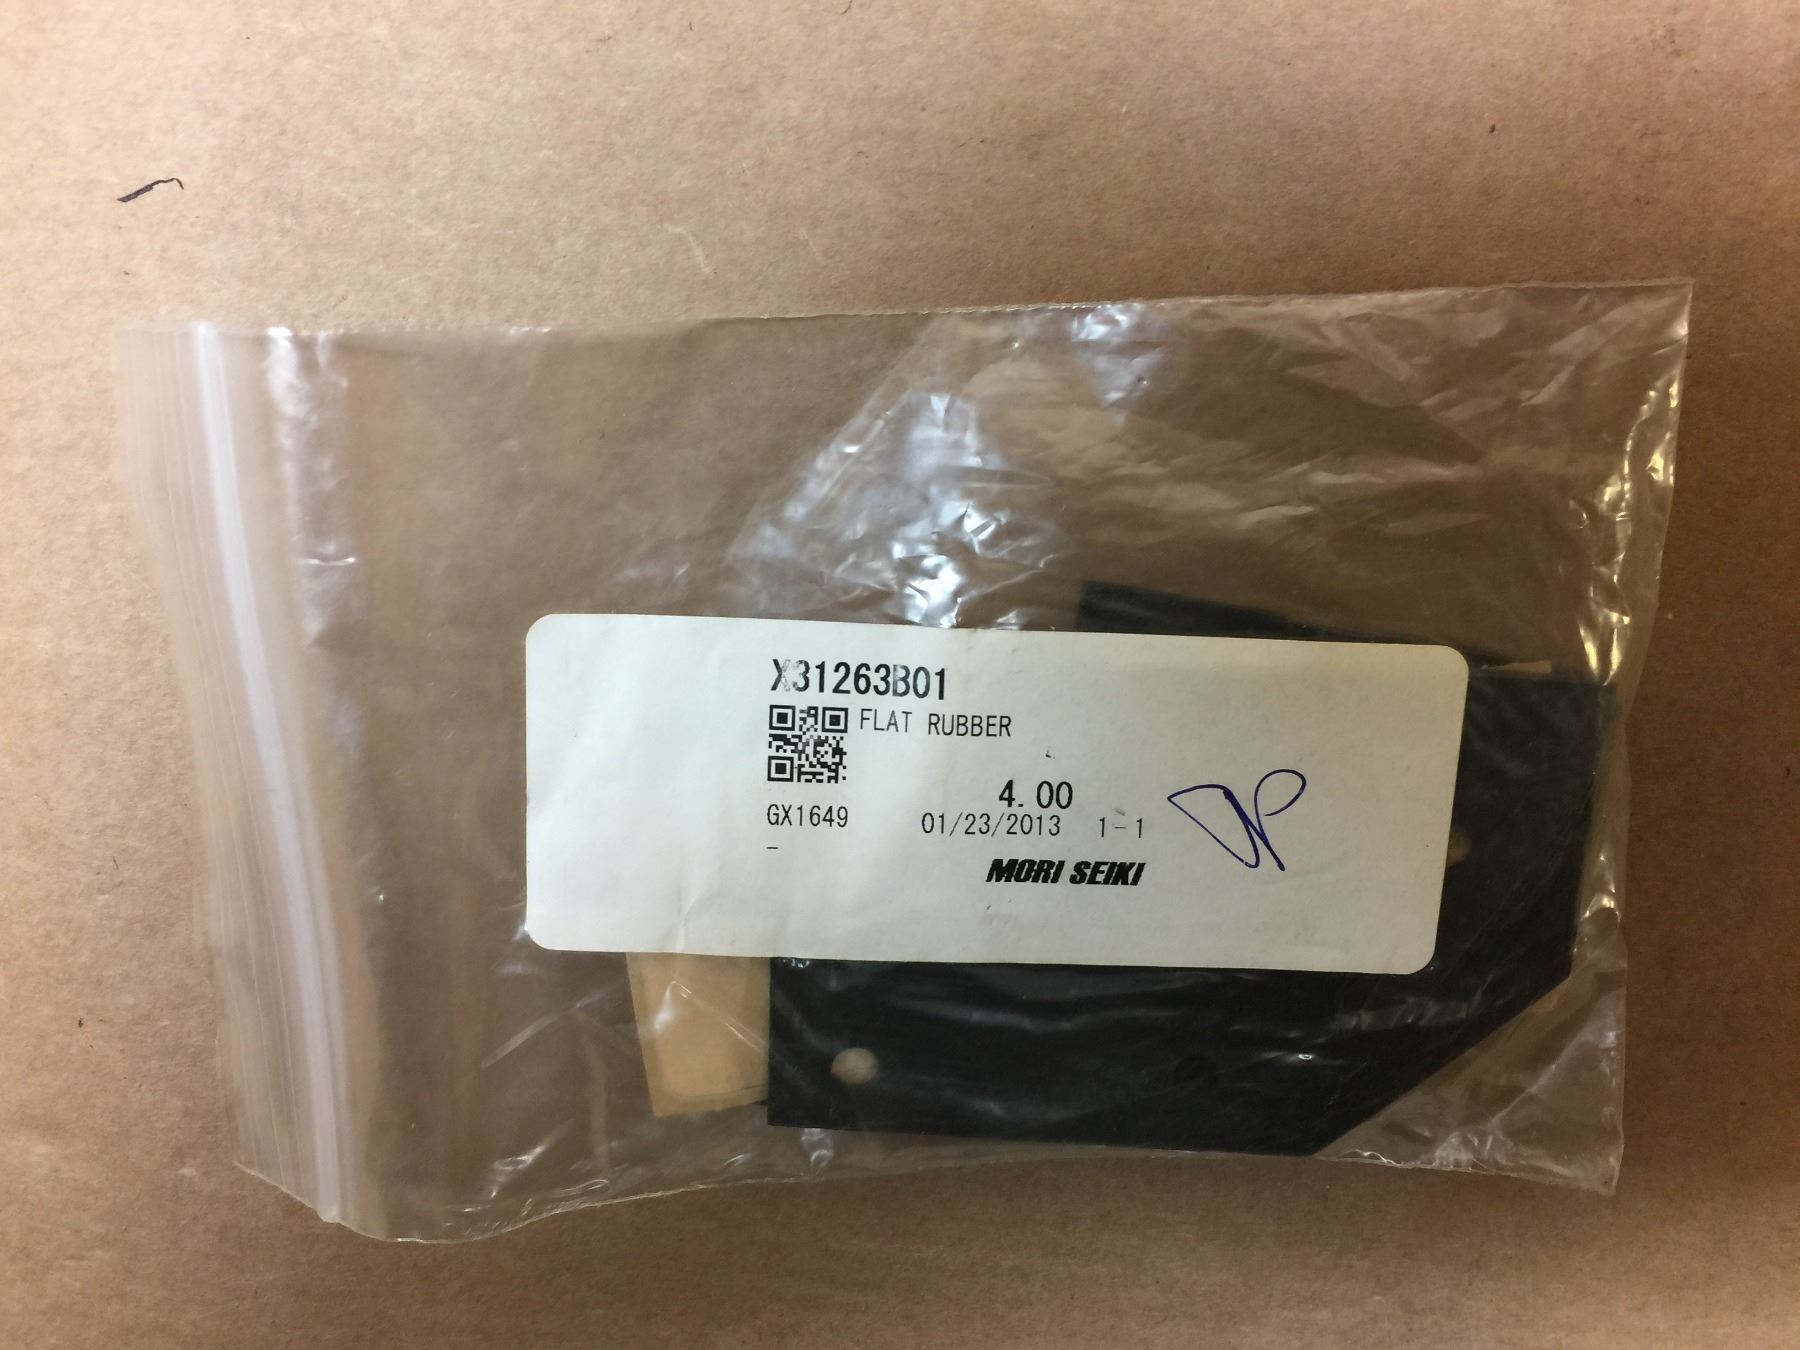 X31263B01
FLAT RUBBER
4.00
GX1649 01/23/2013 1-1
-
MORI SEIKI